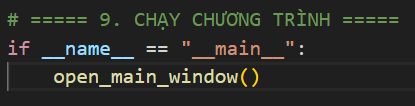 # ===== 9. CHẠY CHƯƠNG TRÌNH =====
if __name__ == "__main__":
    open_main_window()